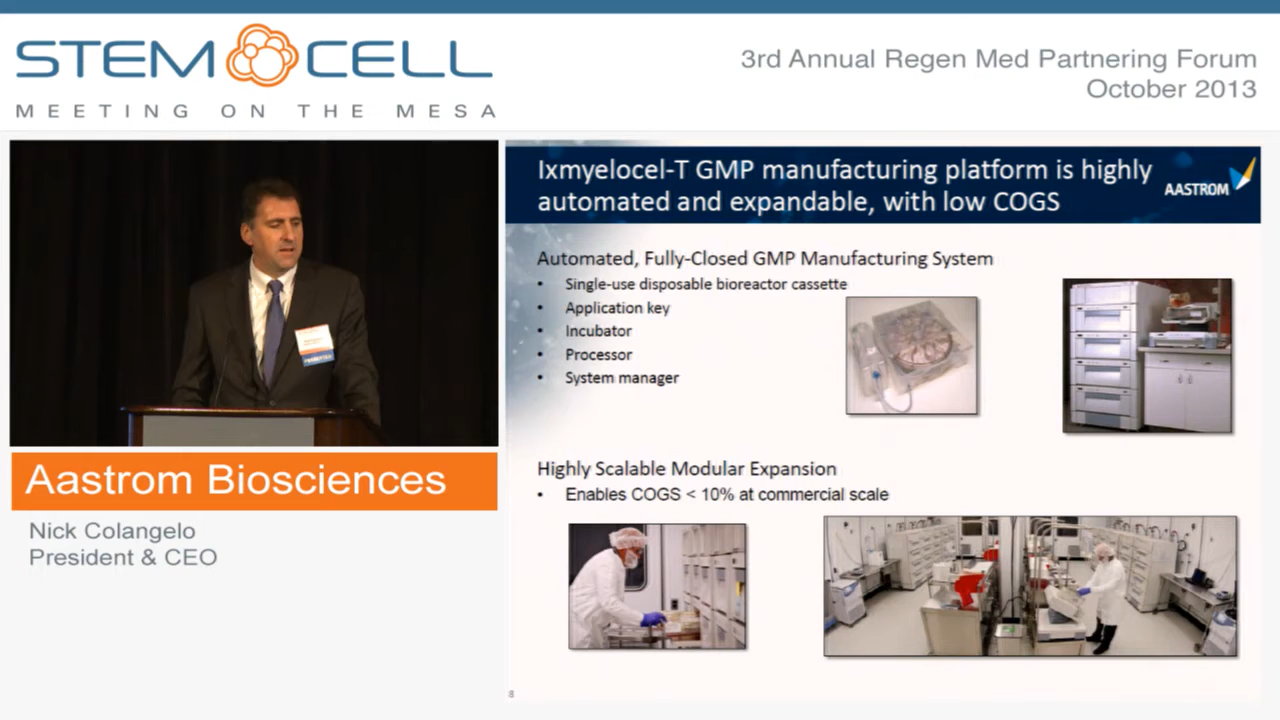 STEM CELL
MEETING ON THE MESA
3rd Annual Regen Med Partnering Forum
October 2013
Ixmyelocel-T GMP manufacturing platform is highly
automated and expandable, with low COGS
AASTROM
Automated, Fully-Closed GMP Manufacturing System
• Single-use disposable bioreactor cassette
• Application key
• Incubator
• Processor
• System manager
Highly Scalable Modular Expansion
• Enables COGS < 10% at commercial scale
8
Aastrom Biosciences
Nick Colangelo
President & CEO